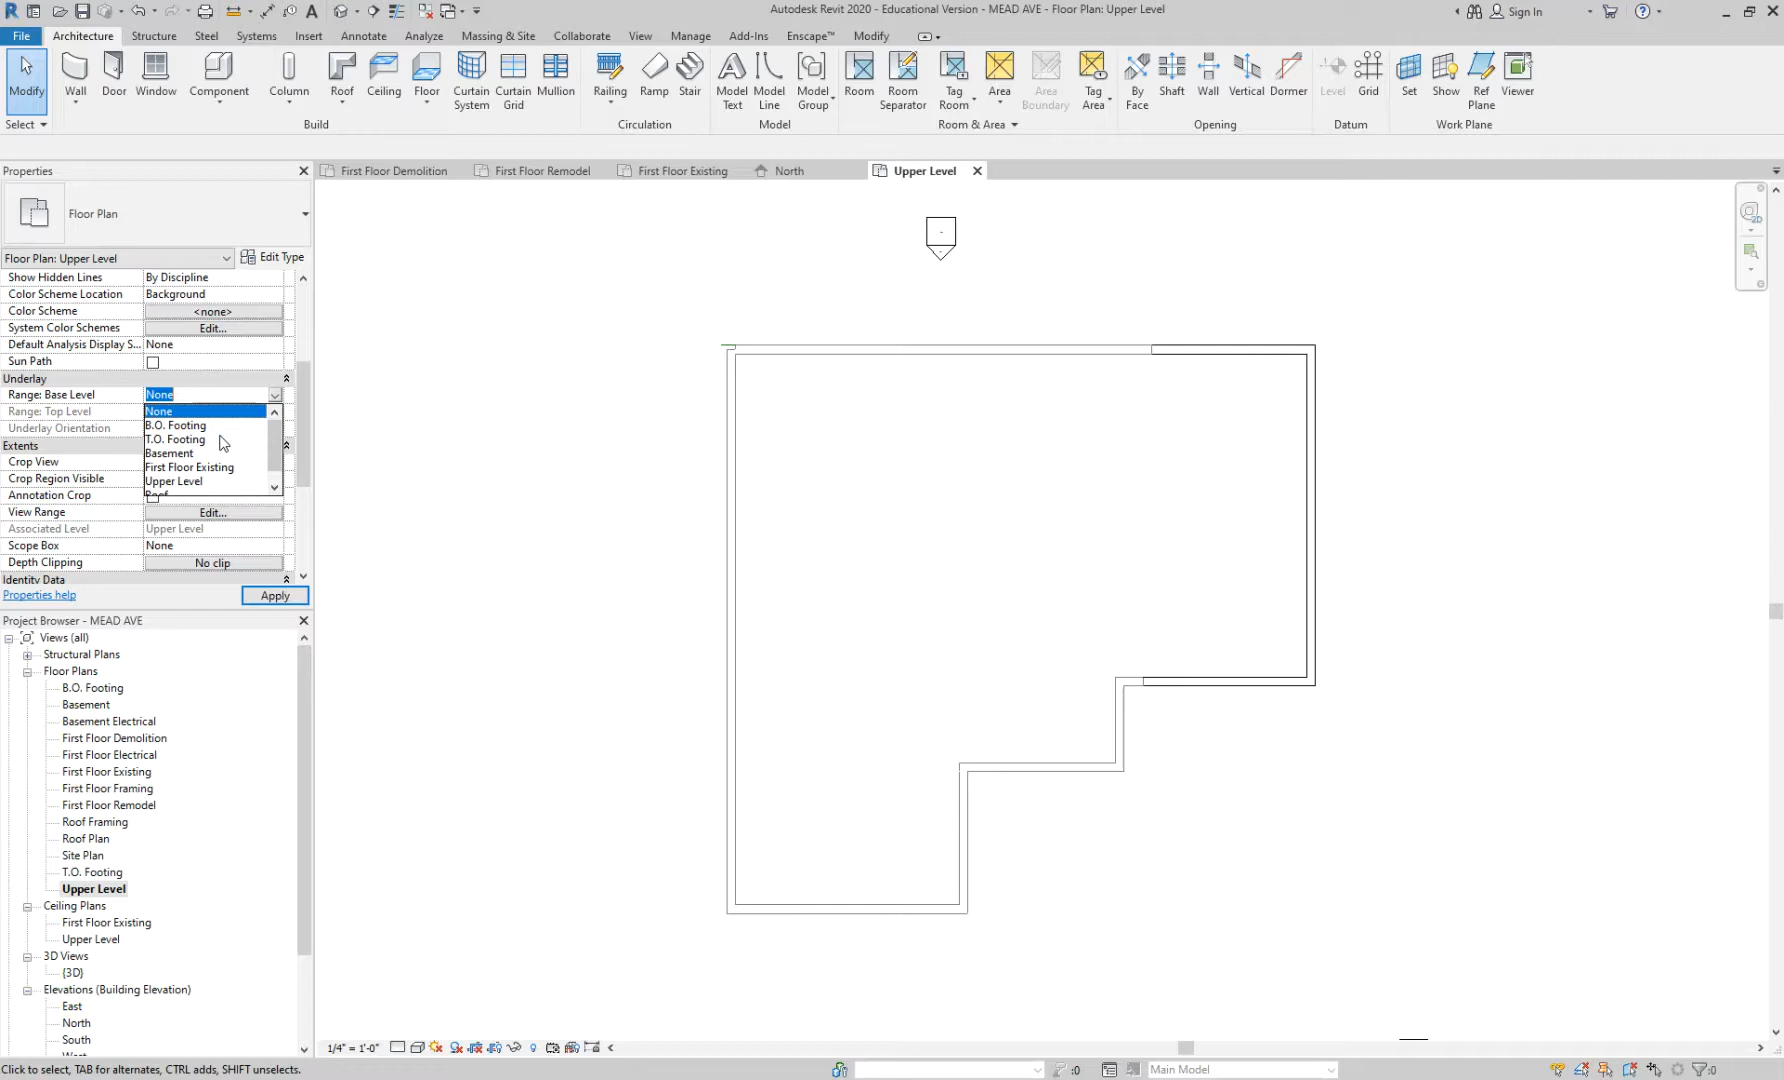 Autodesk Revit 2020 - Educational Version - MEAD AVE - Floor Plan: Upper Level
Sign In
File Architecture Structure Steel Systems Insert Annotate Analyze Massing & Site Collaborate View Manage Add-Ins Enscape™ Modify
Modify Wall Door Window Component Column Roof Ceiling Floor Curtain System Curtain Grid Mullion Railing Ramp Stair Model Text Model Line Model Group Room Room Separator Tag Room Area Area Boundary Tag Area By Face Shaft Wall Vertical Dormer Level Grid Set Show Ref Plane Viewer
Select Build Circulation Model Room & Area Opening Datum Work Plane
Properties
First Floor Demolition First Floor Remodel First Floor Existing North Upper Level
Floor Plan
Floor Plan: Upper Level Edit Type
Show Hidden Lines By Discipline
Color Scheme Location Background
Color Scheme <none>
System Color Schemes Edit...
Default Analysis Display S... None
Sun Path
Underlay
Range: Base Level None
Range: Top Level
Underlay Orientation
None
B.O. Footing
T.O. Footing
Basement
First Floor Existing
Upper Level
Roof
Extents
Crop View
Crop Region Visible
Annotation Crop
View Range Edit...
Associated Level Upper Level
Scope Box None
Depth Clipping No clip
Identity Data
Properties help Apply
Project Browser - MEAD AVE
Views (all)
Structural Plans
Floor Plans
B.O. Footing
Basement
Basement Electrical
First Floor Demolition
First Floor Electrical
First Floor Existing
First Floor Framing
First Floor Remodel
Roof Framing
Roof Plan
Site Plan
T.O. Footing
Upper Level
Ceiling Plans
First Floor Existing
Upper Level
3D Views
{3D}
Elevations (Building Elevation)
East
North
South
West
1/4" = 1'-0"
Click to select, TAB for alternates, CTRL adds, SHIFT unselects.
:0
Main Model
:0